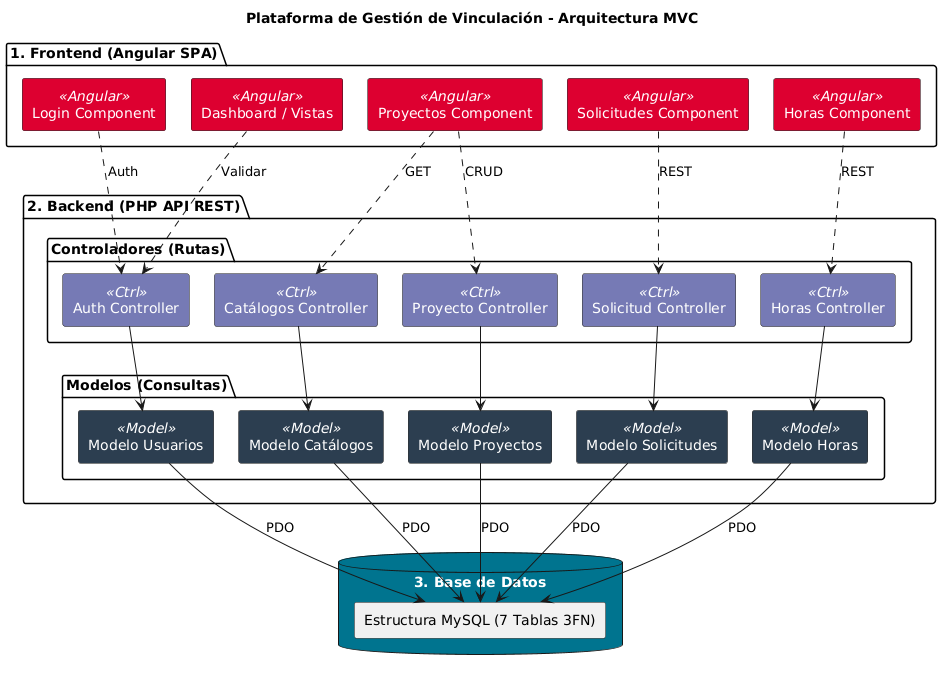 Plataforma de Gestión de Vinculación - Arquitectura MVC
1. Frontend (Angular SPA)
«Angular»
Login Component
«Angular»
Dashboard / Vistas
«Angular»
Proyectos Component
«Angular»
Solicitudes Component
«Angular»
Horas Component
Auth
Validar
GET
CRUD
REST
REST
2. Backend (PHP API REST)
Controladores (Rutas)
«Ctrl»
Auth Controller
«Ctrl»
Catálogos Controller
«Ctrl»
Proyecto Controller
«Ctrl»
Solicitud Controller
«Ctrl»
Horas Controller
Modelos (Consultas)
«Model»
Modelo Usuarios
«Model»
Modelo Catálogos
«Model»
Modelo Proyectos
«Model»
Modelo Solicitudes
«Model»
Modelo Horas
PDO
PDO
PDO
PDO
PDO
3. Base de Datos
Estructura MySQL (7 Tablas 3FN)